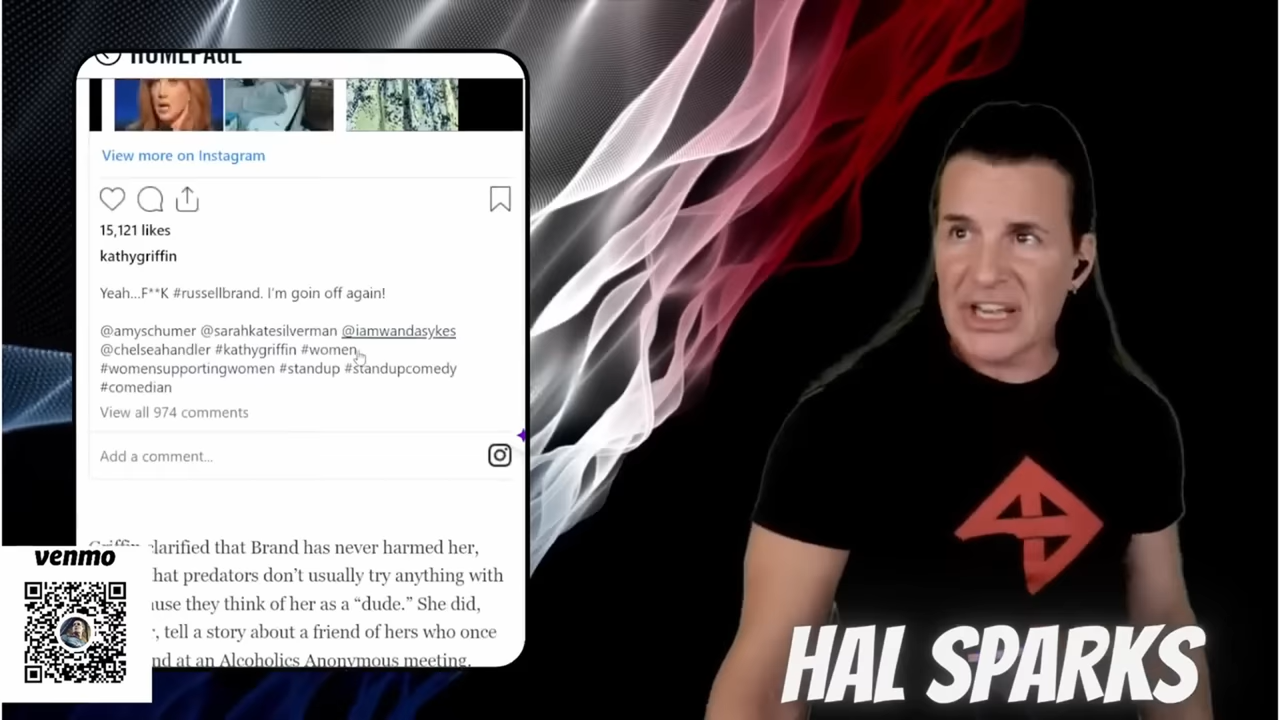 HOMEPAGE
View more on Instagram
15,121 likes
kathygriffin
Yeah...F**K #russellbrand. I'm goin off again!
@amyschumer @sarahkatesilverman @iamwandasykes
@chelseahandler #kathygriffin #women
#womensupportingwomen #standup #standupcomedy
#comedian
View all 974 comments
Add a comment...
clarified that Brand has never harmed her,
hat predators don't usually try anything with
ause they think of her as a “dude.” She did,
r, tell a story about a friend of hers who once
nd at an Alcoholics Anonymous meeting.
venmo
HAL SPARKS